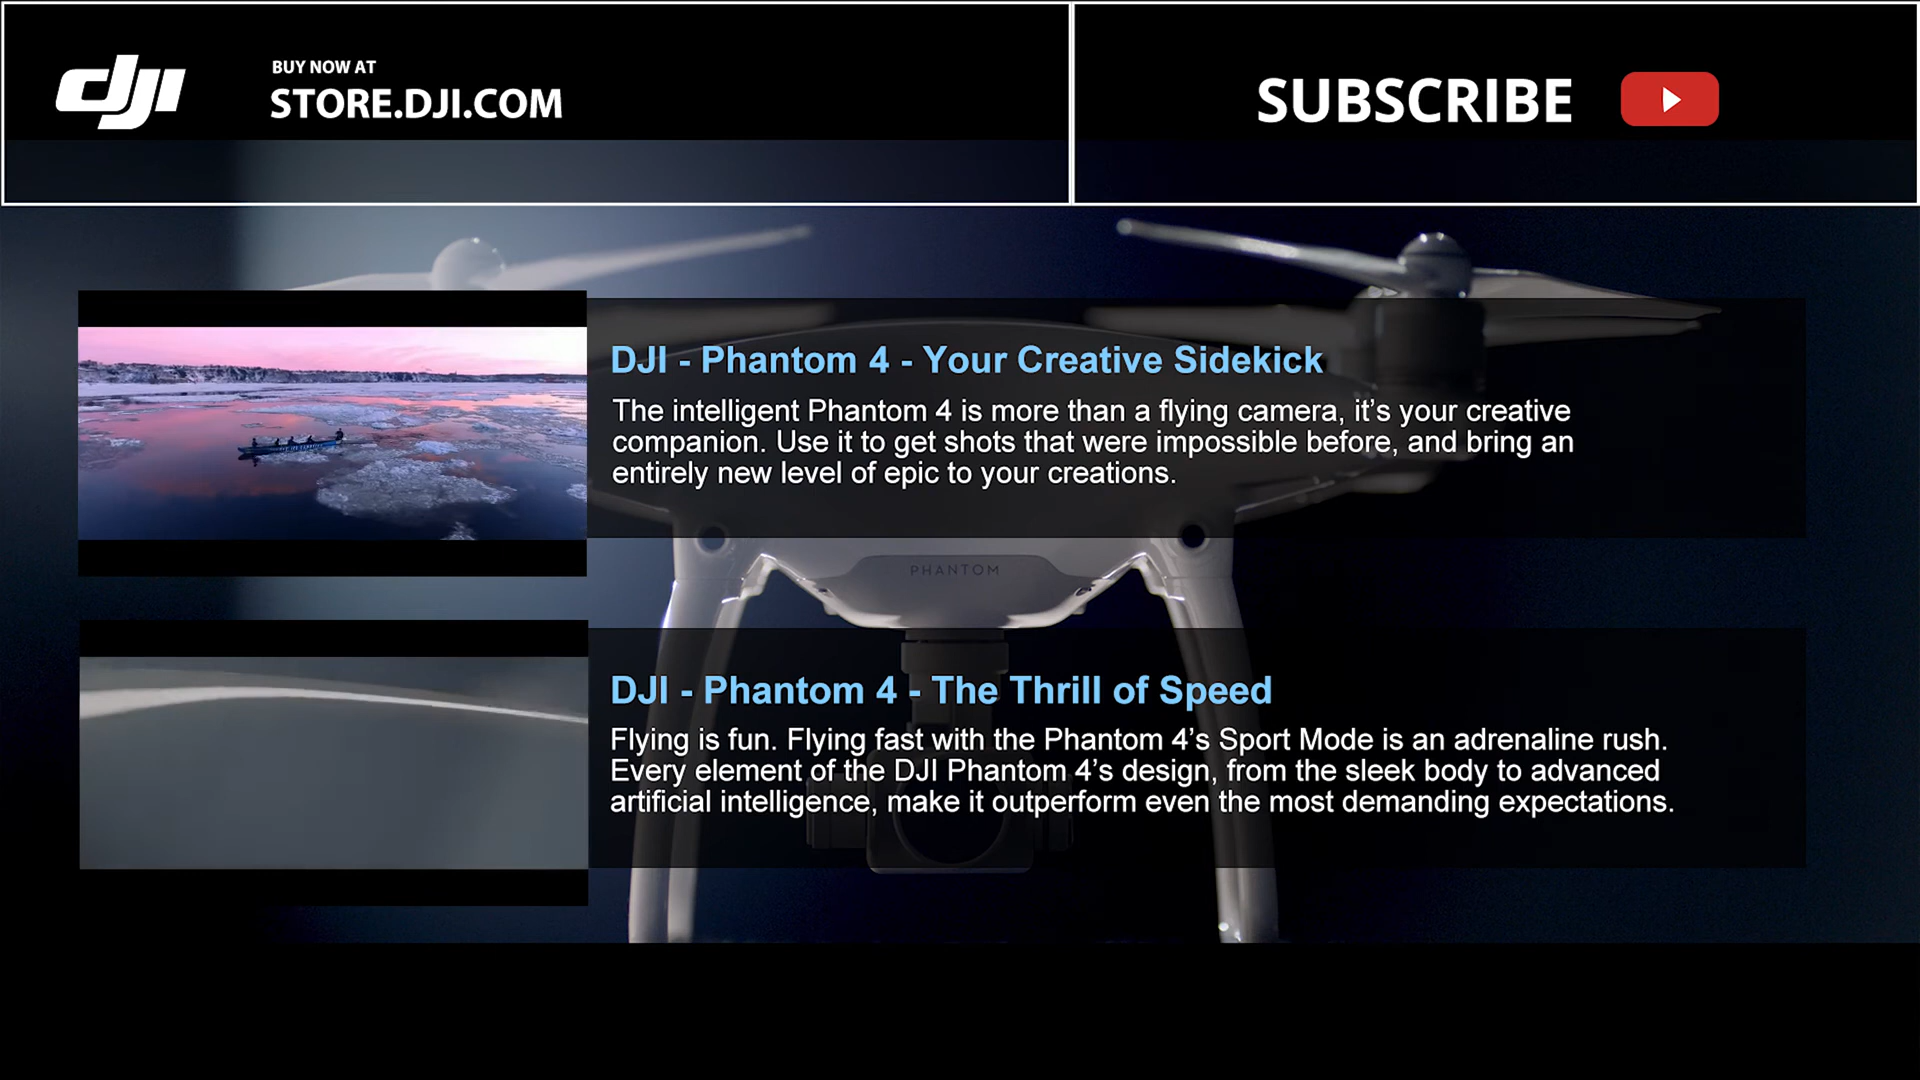 dji
BUY NOW AT
STORE.DJI.COM
SUBSCRIBE
DJI - Phantom 4 - Your Creative Sidekick
The intelligent Phantom 4 is more than a flying camera, it’s your creative
companion. Use it to get shots that were impossible before, and bring an
entirely new level of epic to your creations.
PHANTOM
DJI - Phantom 4 - The Thrill of Speed
Flying is fun. Flying fast with the Phantom 4’s Sport Mode is an adrenaline rush.
Every element of the DJI Phantom 4’s design, from the sleek body to advanced
artificial intelligence, make it outperform even the most demanding expectations.